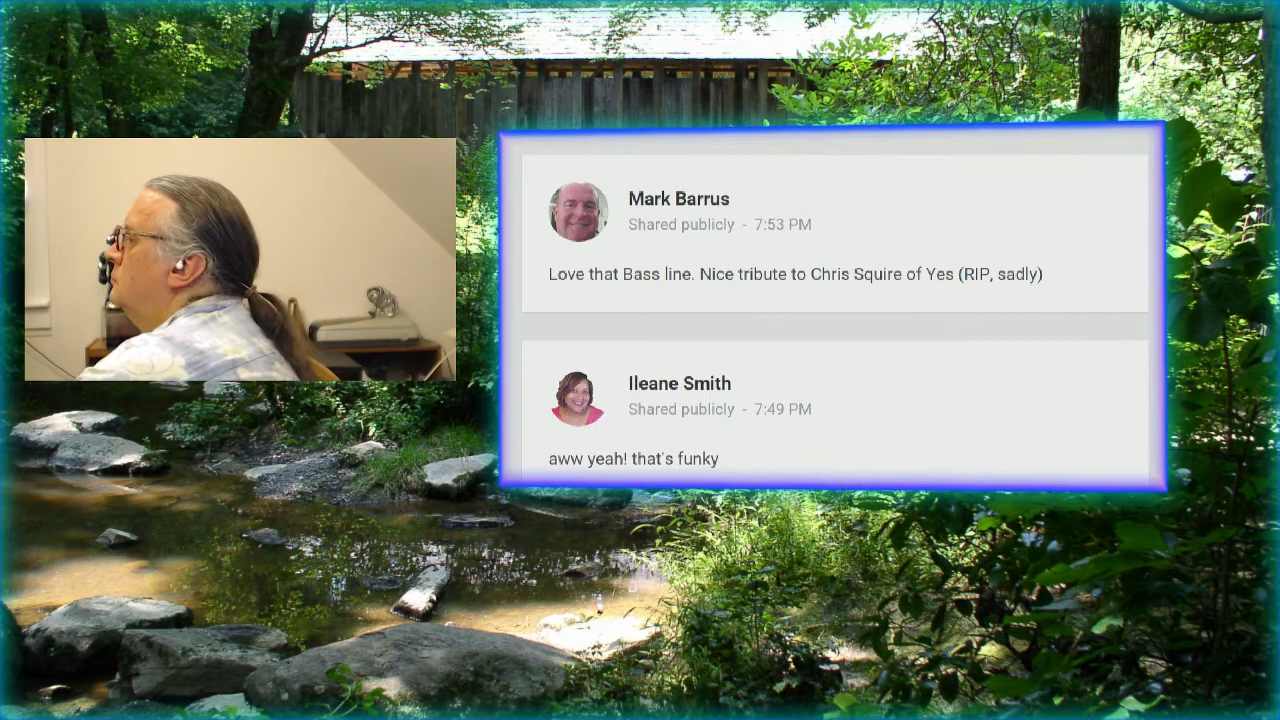 Mark Barrus
Shared publicly - 7:53 PM
Love that Bass line. Nice tribute to Chris Squire of Yes (RIP, sadly)
Ileane Smith
Shared publicly - 7:49 PM
aww yeah! that's funky